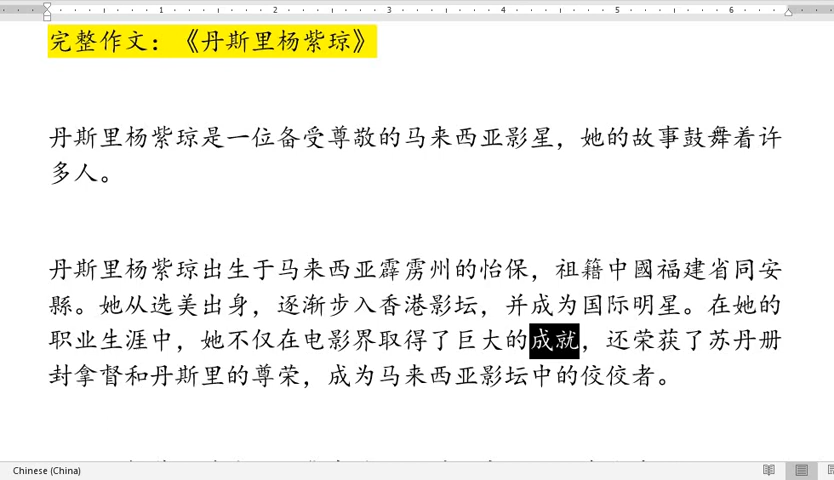 1 2 3 4 5 6
完整作文：《丹斯里杨紫琼》
丹斯里杨紫琼是一位备受尊敬的马来西亚影星，她的故事鼓舞着许
多人。
丹斯里杨紫琼出生于马来西亚霹雳州的怡保，祖籍中國福建省同安
縣。她从选美出身，逐渐步入香港影坛，并成为国际明星。在她的
职业生涯中，她不仅在电影界取得了巨大的成就，还荣获了苏丹册
封拿督和丹斯里的尊荣，成为马来西亚影坛中的佼佼者。
Chinese (China)